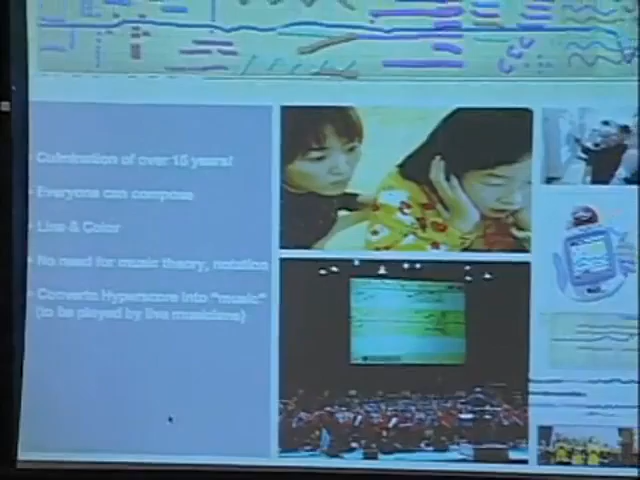 Culmination of over 15 years!
Everyone can compose
Line & Color
No need for music theory, notation
Converts Hyperscore into "music"
(to be played by live musicians)